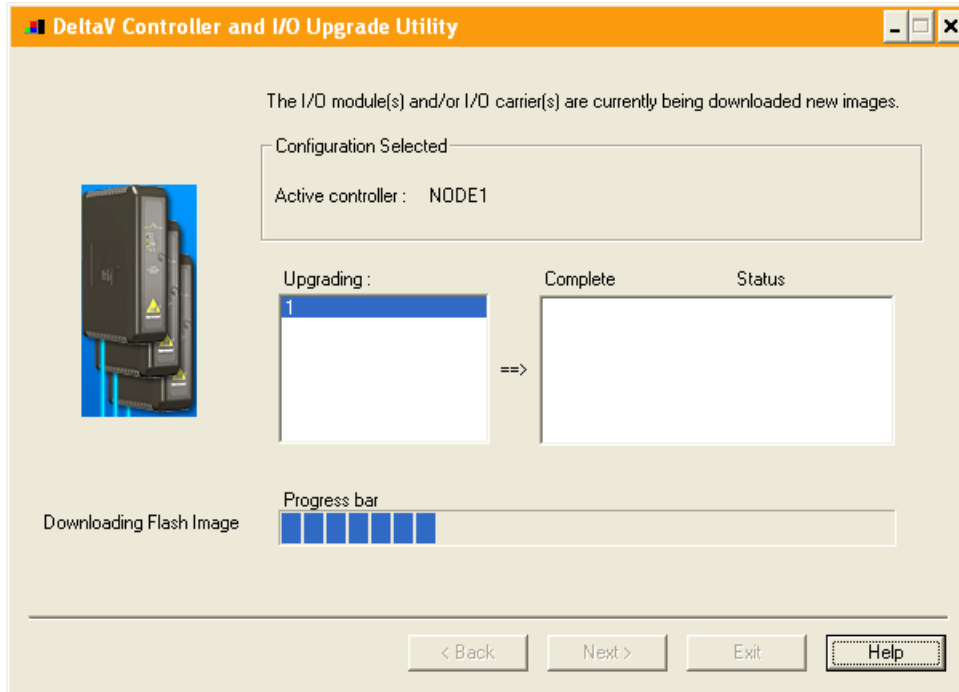 DeltaV Controller and I/O Upgrade Utility
The I/O module(s) and/or I/O carrier(s) are currently being downloaded new images.
Configuration Selected
Active controller : NODE1
Upgrading :
Complete Status
1
==>
Progress bar
Downloading Flash Image
< Back Next > Exit Help